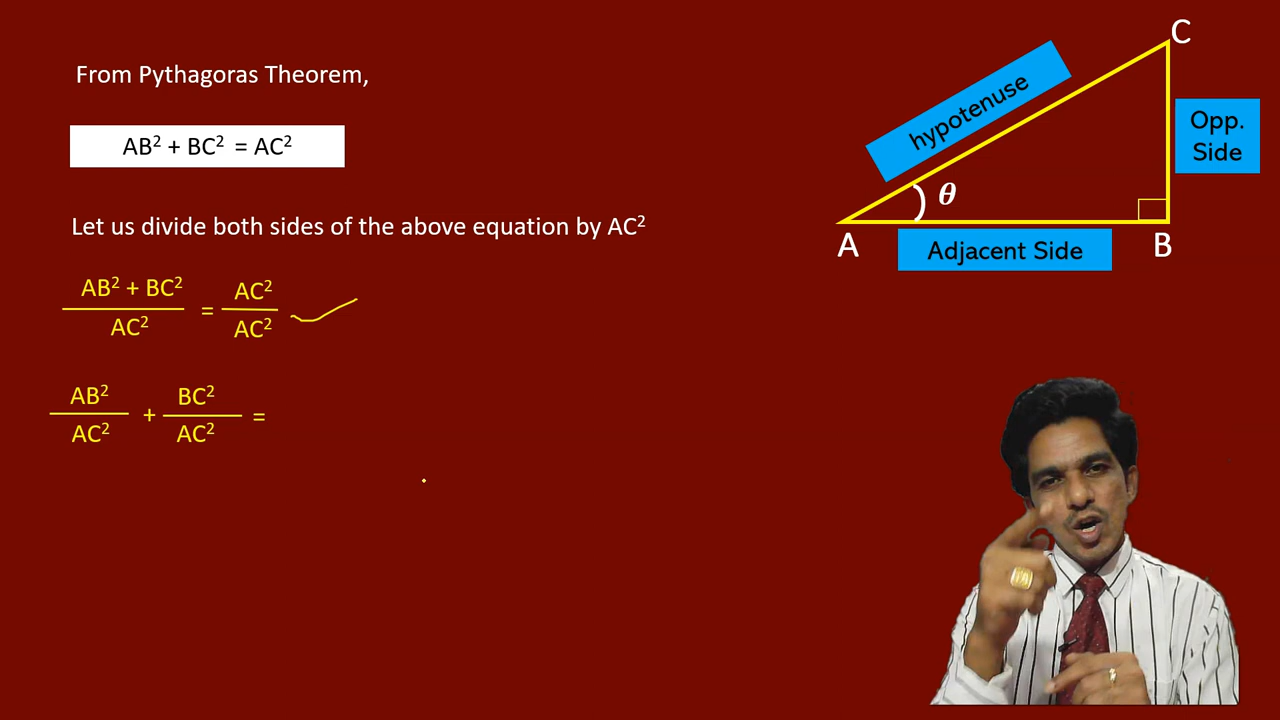 From Pythagoras Theorem,
AB² + BC² = AC²
Let us divide both sides of the above equation by AC²
AB² + BC²
AC²
=
AC²
AC²
AB²
AC²
+
BC²
AC²
=
C
hypotenuse
Opp.
Side
θ
A
B
Adjacent Side